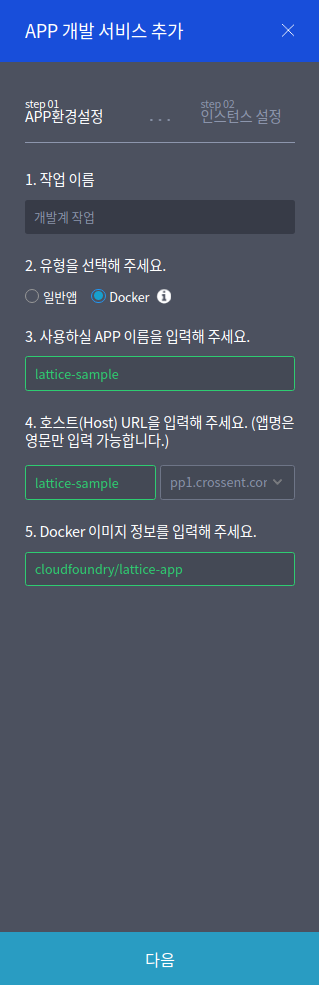 APP 개발 서비스 추가
step 01
APP환경설정
. . .
step 02
인스턴스 설정
1. 작업 이름
개발계 작업
2. 유형을 선택해 주세요.
일반앱 Docker
3. 사용하실 APP 이름을 입력해 주세요.
lattice-sample
4. 호스트(Host) URL을 입력해 주세요. (앱명은
영문만 입력 가능합니다.)
lattice-sample pp1.crossent.cor
5. Docker 이미지 정보를 입력해 주세요.
cloudfoundry/lattice-app
다음